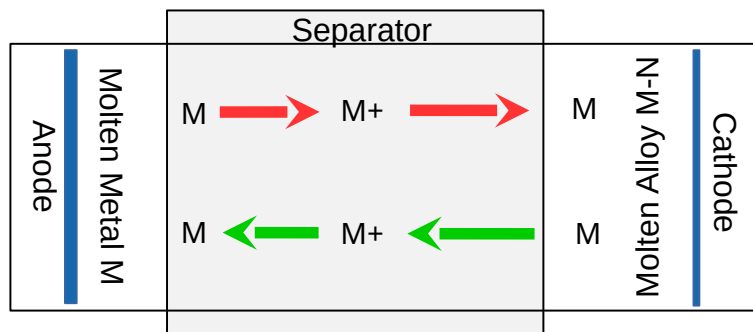 Separator
Anode
Molten Metal M
M M+ M
M M+ M
Molten Alloy M-N
Cathode